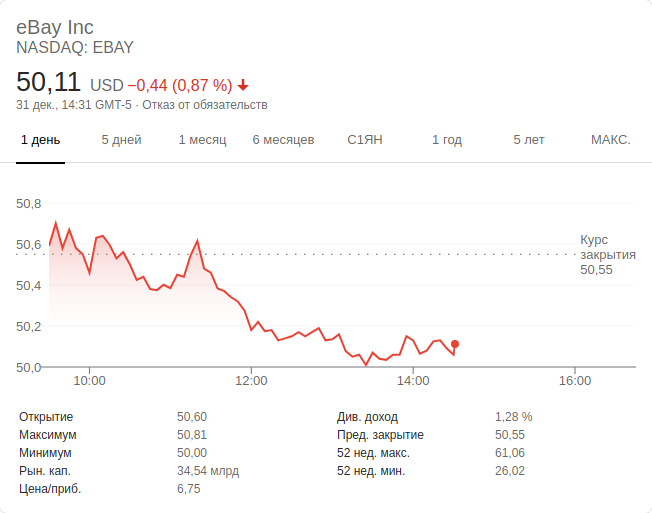 eBay Inc
NASDAQ: EBAY
50,11 USD −0,44 (0,87 %)
31 дек., 14:31 GMT-5 · Отказ от обязательств
1 день 5 дней 1 месяц 6 месяцев С1ЯН 1 год 5 лет МАКС.
50,8
50,6
50,4
50,2
50,0
Курс
закрытия
50,55
10:00 12:00 14:00 16:00
Открытие 50,60 Див. доход 1,28 %
Максимум 50,81 Пред. закрытие 50,55
Минимум 50,00 52 нед. макс. 61,06
Рын. кап. 34,54 млрд 52 нед. мин. 26,02
Цена/приб. 6,75